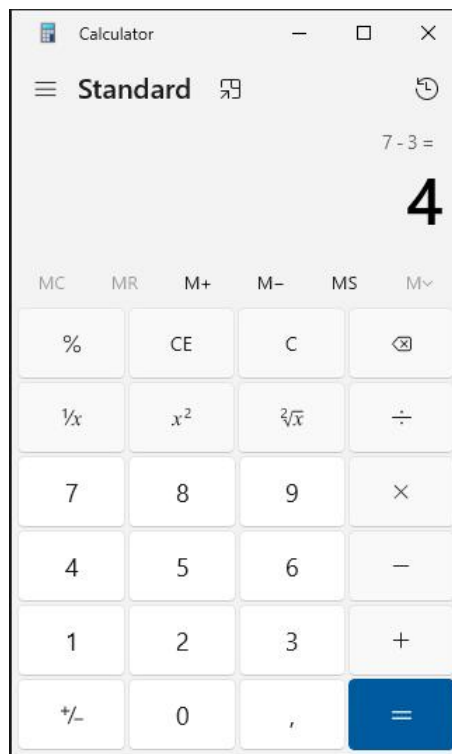 Calculator
Standard
7 - 3 =
4
MC MR M+ M− MS M
% CE C
¹/x x² ²√x ÷
7 8 9 ×
4 5 6 −
1 2 3 +
+/− 0 , =